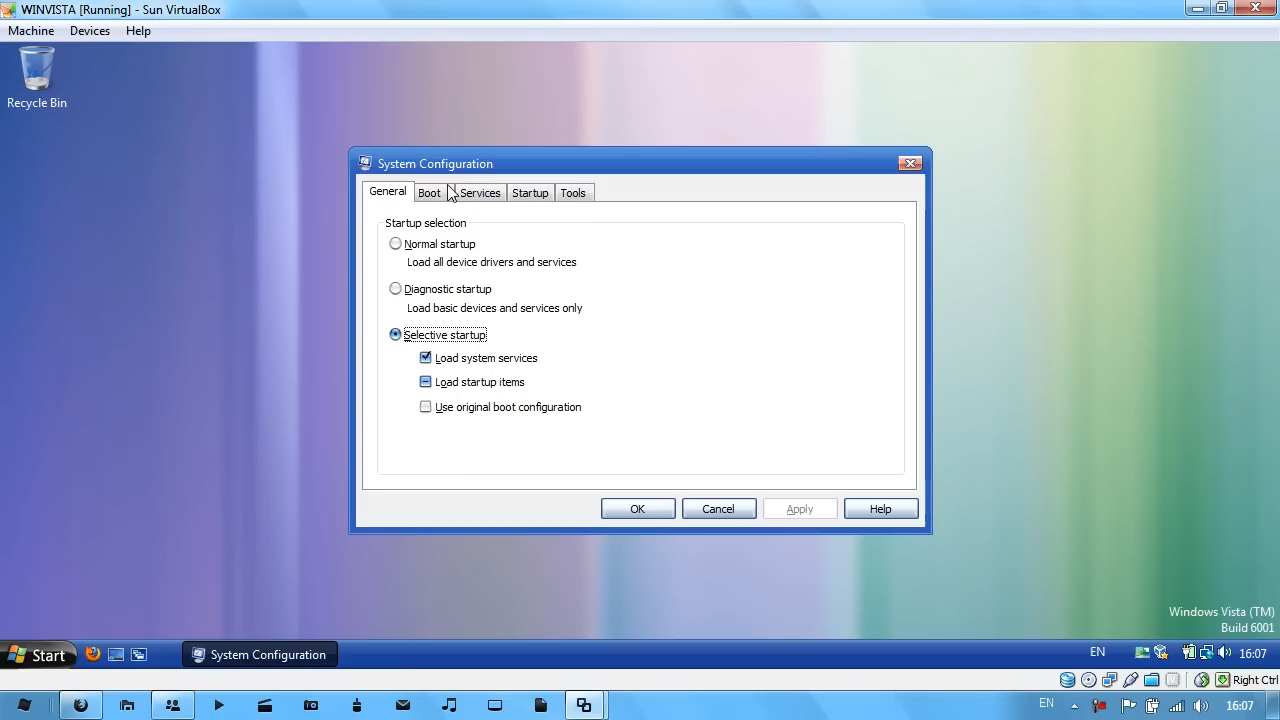 WINVISTA [Running] - Sun VirtualBox
Machine Devices Help
Recycle Bin
System Configuration
General Boot Services Startup Tools
Startup selection
Normal startup
Load all device drivers and services
Diagnostic startup
Load basic devices and services only
Selective startup
Load system services
Load startup items
Use original boot configuration
OK Cancel Apply Help
Windows Vista (TM)
Build 6001
Start System Configuration EN 16:07
Right Ctrl
EN 16:07